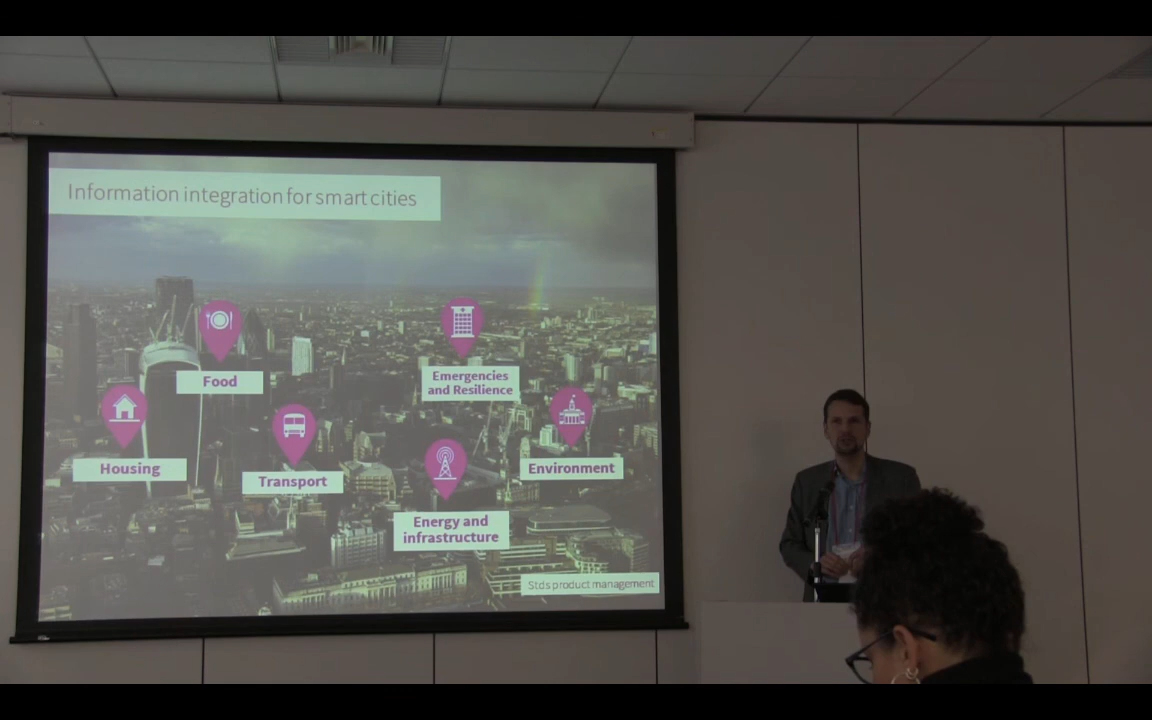 Information integration for smart cities
Food
Emergencies
and Resilience
Housing
Transport
Environment
Energy and
infrastructure
Stds product management